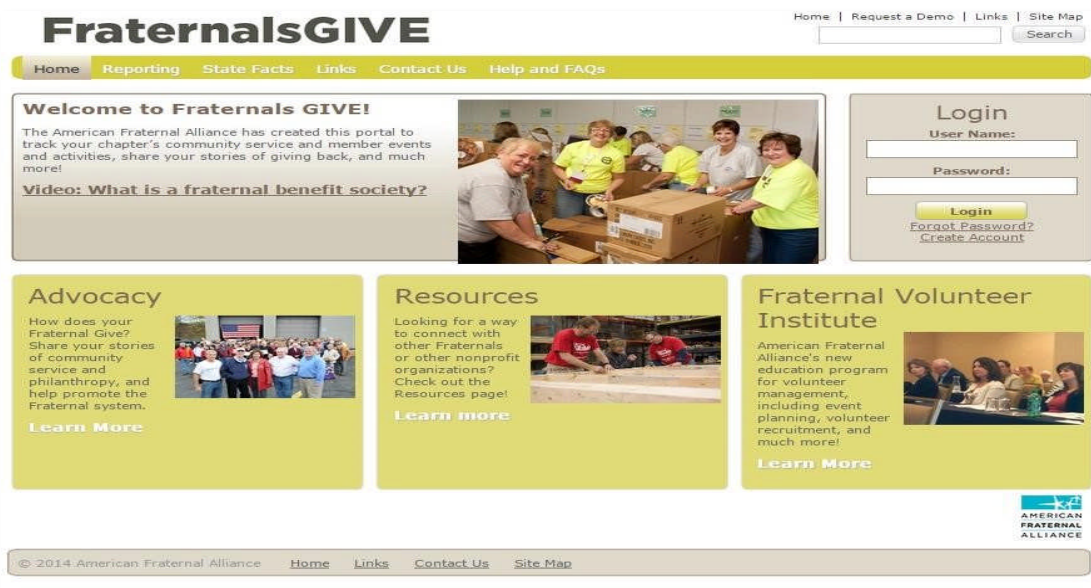 FraternalsGIVE
Home | Request a Demo | Links | Site Map
Search
Home Reporting State Facts Links Contact Us Help and FAQs
Welcome to Fraternals GIVE!
The American Fraternal Alliance has created this portal to
track your chapter's community service and member events
and activities, share your stories of giving back, and much
more!
Video: What is a fraternal benefit society?
Login
User Name:
Password:
Login
Forgot Password?
Create Account
Advocacy
How does your
Fraternal Give?
Share your stories
of community
service and
philanthropy, and
help promote the
Fraternal system.
Learn More
Resources
Looking for a way
to connect with
other Fraternals
or other nonprofit
organizations?
Check out the
Resources page!
Learn more
Fraternal Volunteer
Institute
American Fraternal
Alliance's new
education program
for volunteer
management,
including event
planning, volunteer
recruitment, and
much more!
Learn More
AMERICAN
FRATERNAL
ALLIANCE
© 2014 American Fraternal Alliance Home Links Contact Us Site Map